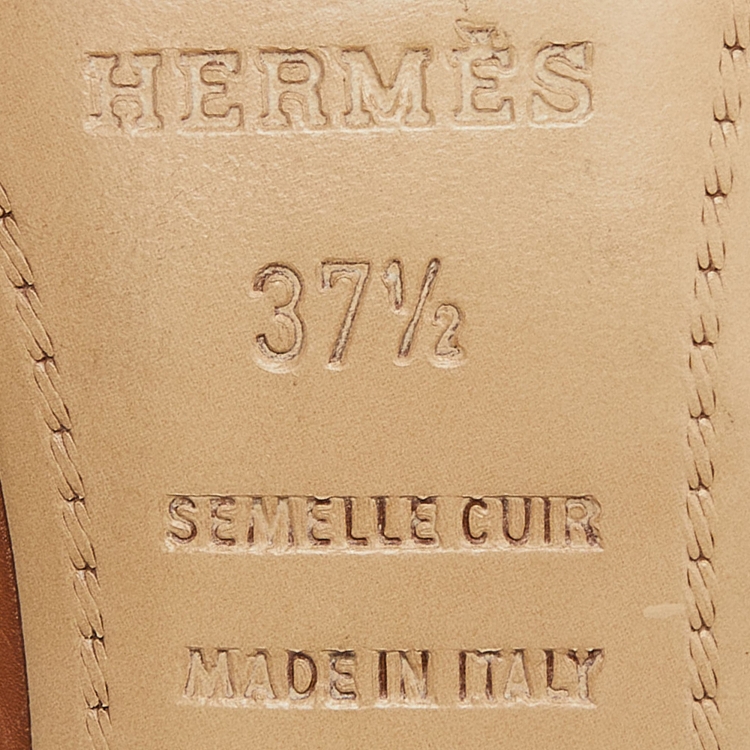 HERMÈS
37½
SEMELLE CUIR
MADE IN ITALY